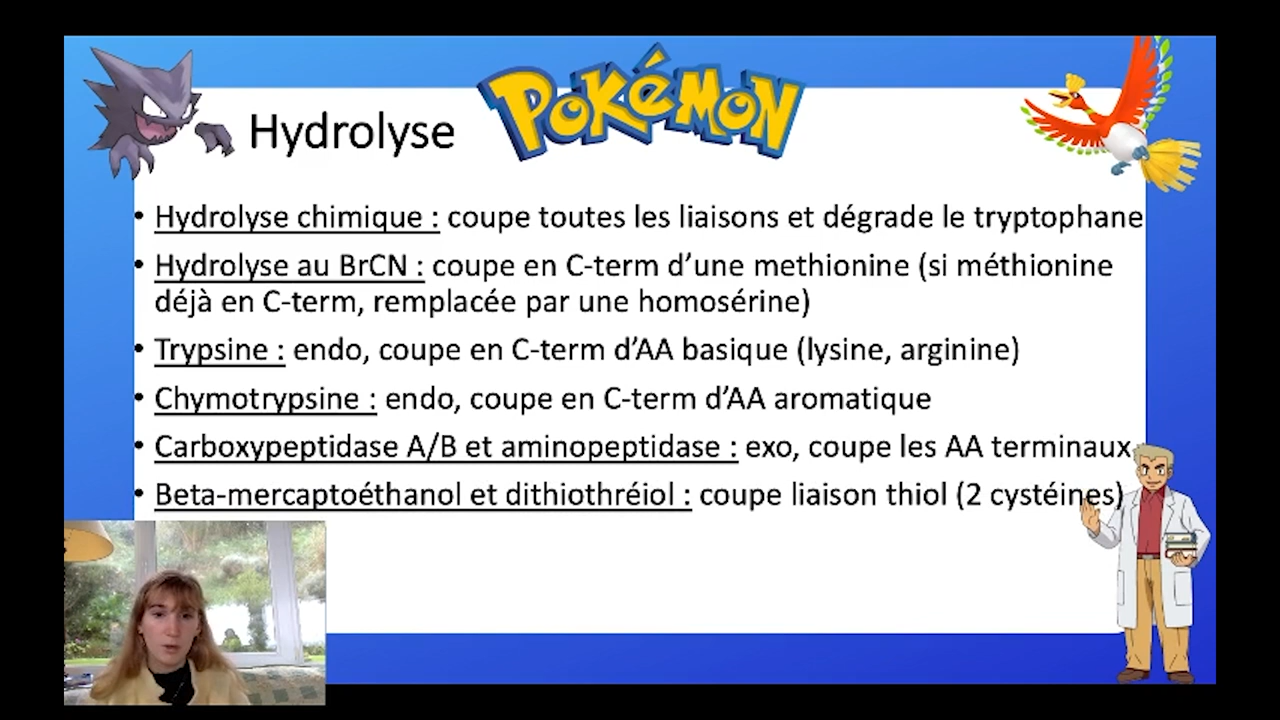 POKéMON
Hydrolyse
• Hydrolyse chimique : coupe toutes les liaisons et dégrade le tryptophane
• Hydrolyse au BrCN : coupe en C-term d’une methionine (si méthionine
déjà en C-term, remplacée par une homosérine)
• Trypsine : endo, coupe en C-term d’AA basique (lysine, arginine)
• Chymotrypsine : endo, coupe en C-term d’AA aromatique
• Carboxypeptidase A/B et aminopeptidase : exo, coupe les AA terminaux
• Beta-mercaptoéthanol et dithiothréiol : coupe liaison thiol (2 cystéines)